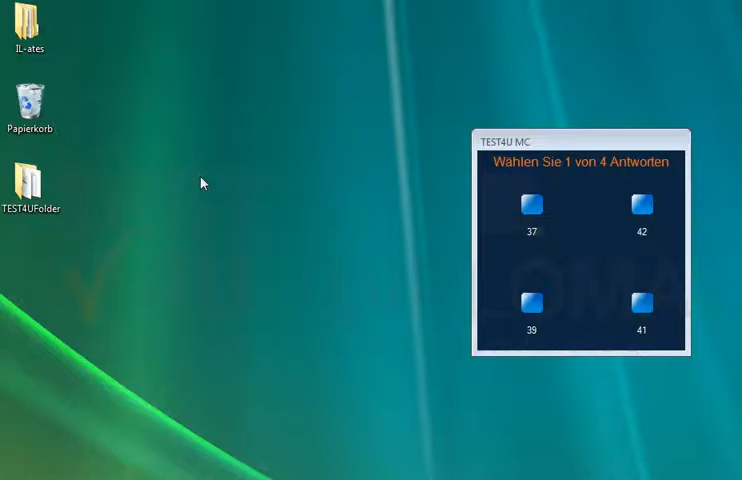 IL-ates
Papierkorb
TEST4UFolder
TEST4U MC
Wählen Sie 1 von 4 Antworten
37
42
39
41